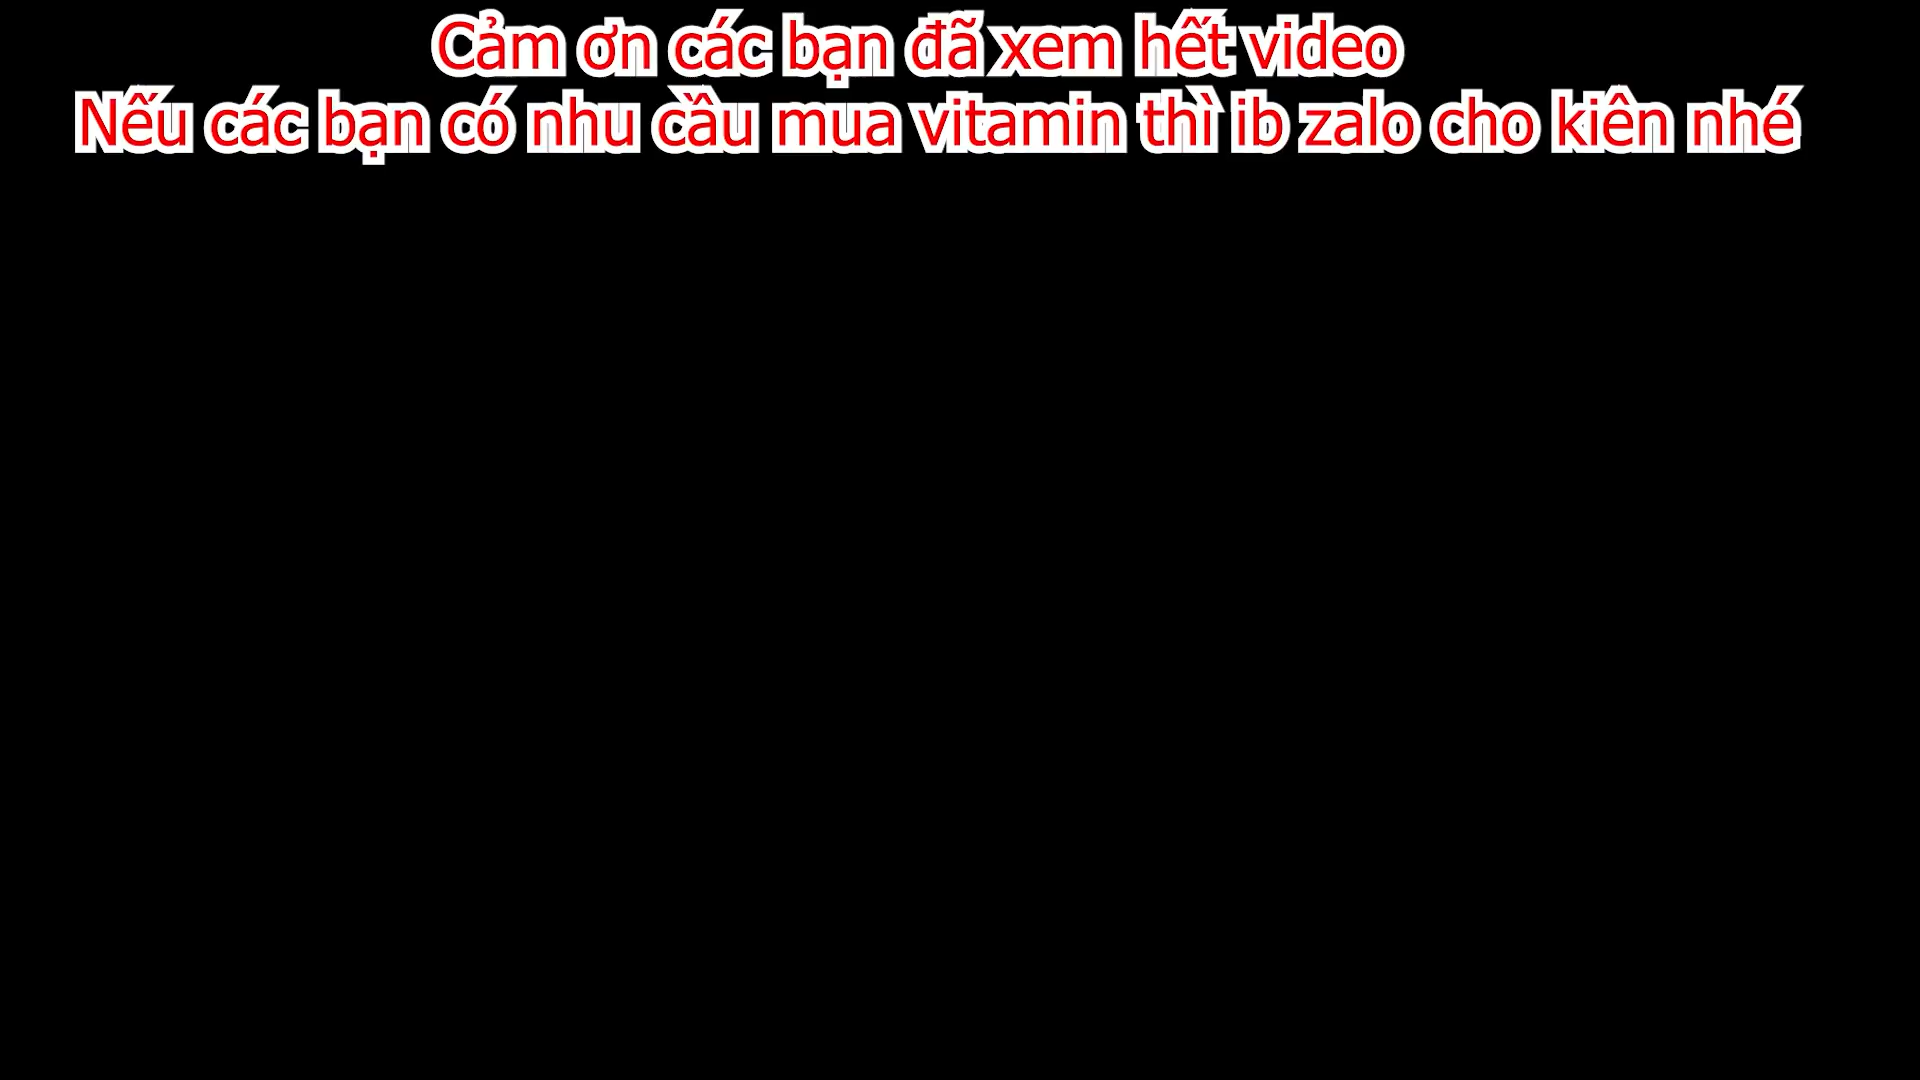 Cảm ơn các bạn đã xem hết video
Nếu các bạn có nhu cầu mua vitamin thì ib zalo cho kiên nhé